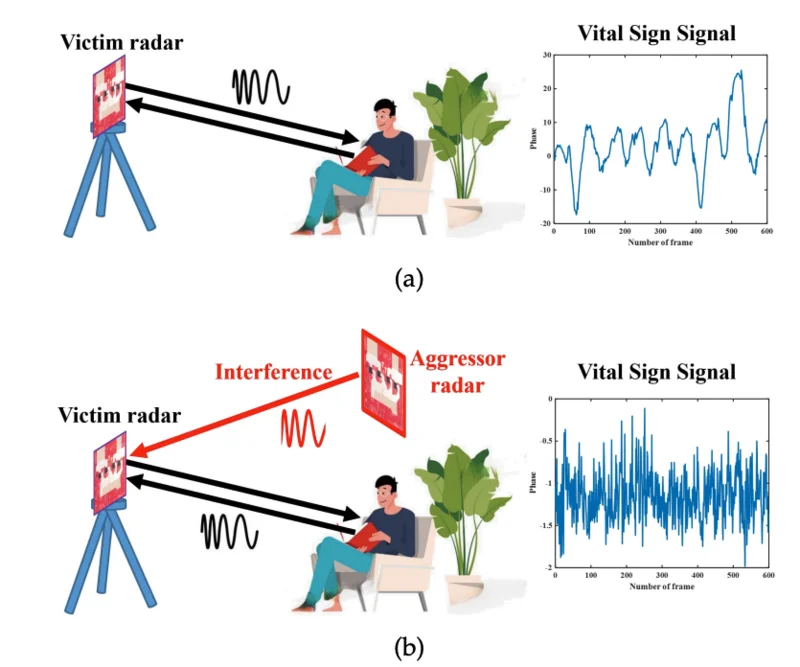 Victim radar
Vital Sign Signal
30
20
10
0
-10
-20
Phase
0 100 200 300 400 500 600
Number of frame
(a)
Interference
Aggressor
radar
Victim radar
Vital Sign Signal
0
-0.5
-1
-1.5
-2
Phase
0 100 200 300 400 500 600
Number of frame
(b)